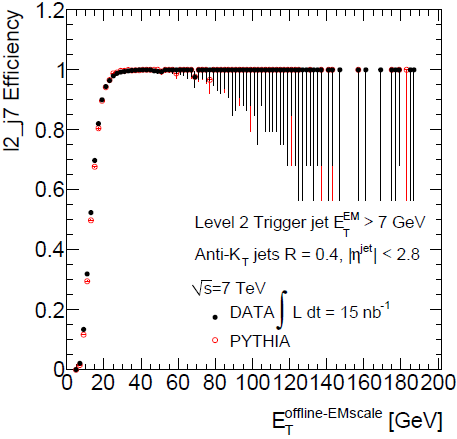 l2_j7 Efficiency
1.2
1
0.8
0.6
0.4
0.2
0
Level 2 Trigger jet E_T^EM > 7 GeV
Anti-K_T jets R = 0.4, |η^jet| < 2.8
√s=7 TeV
DATA ∫ L dt = 15 nb^-1
PYTHIA
0 20 40 60 80 100 120 140 160 180 200
E_T^offline-EMscale [GeV]